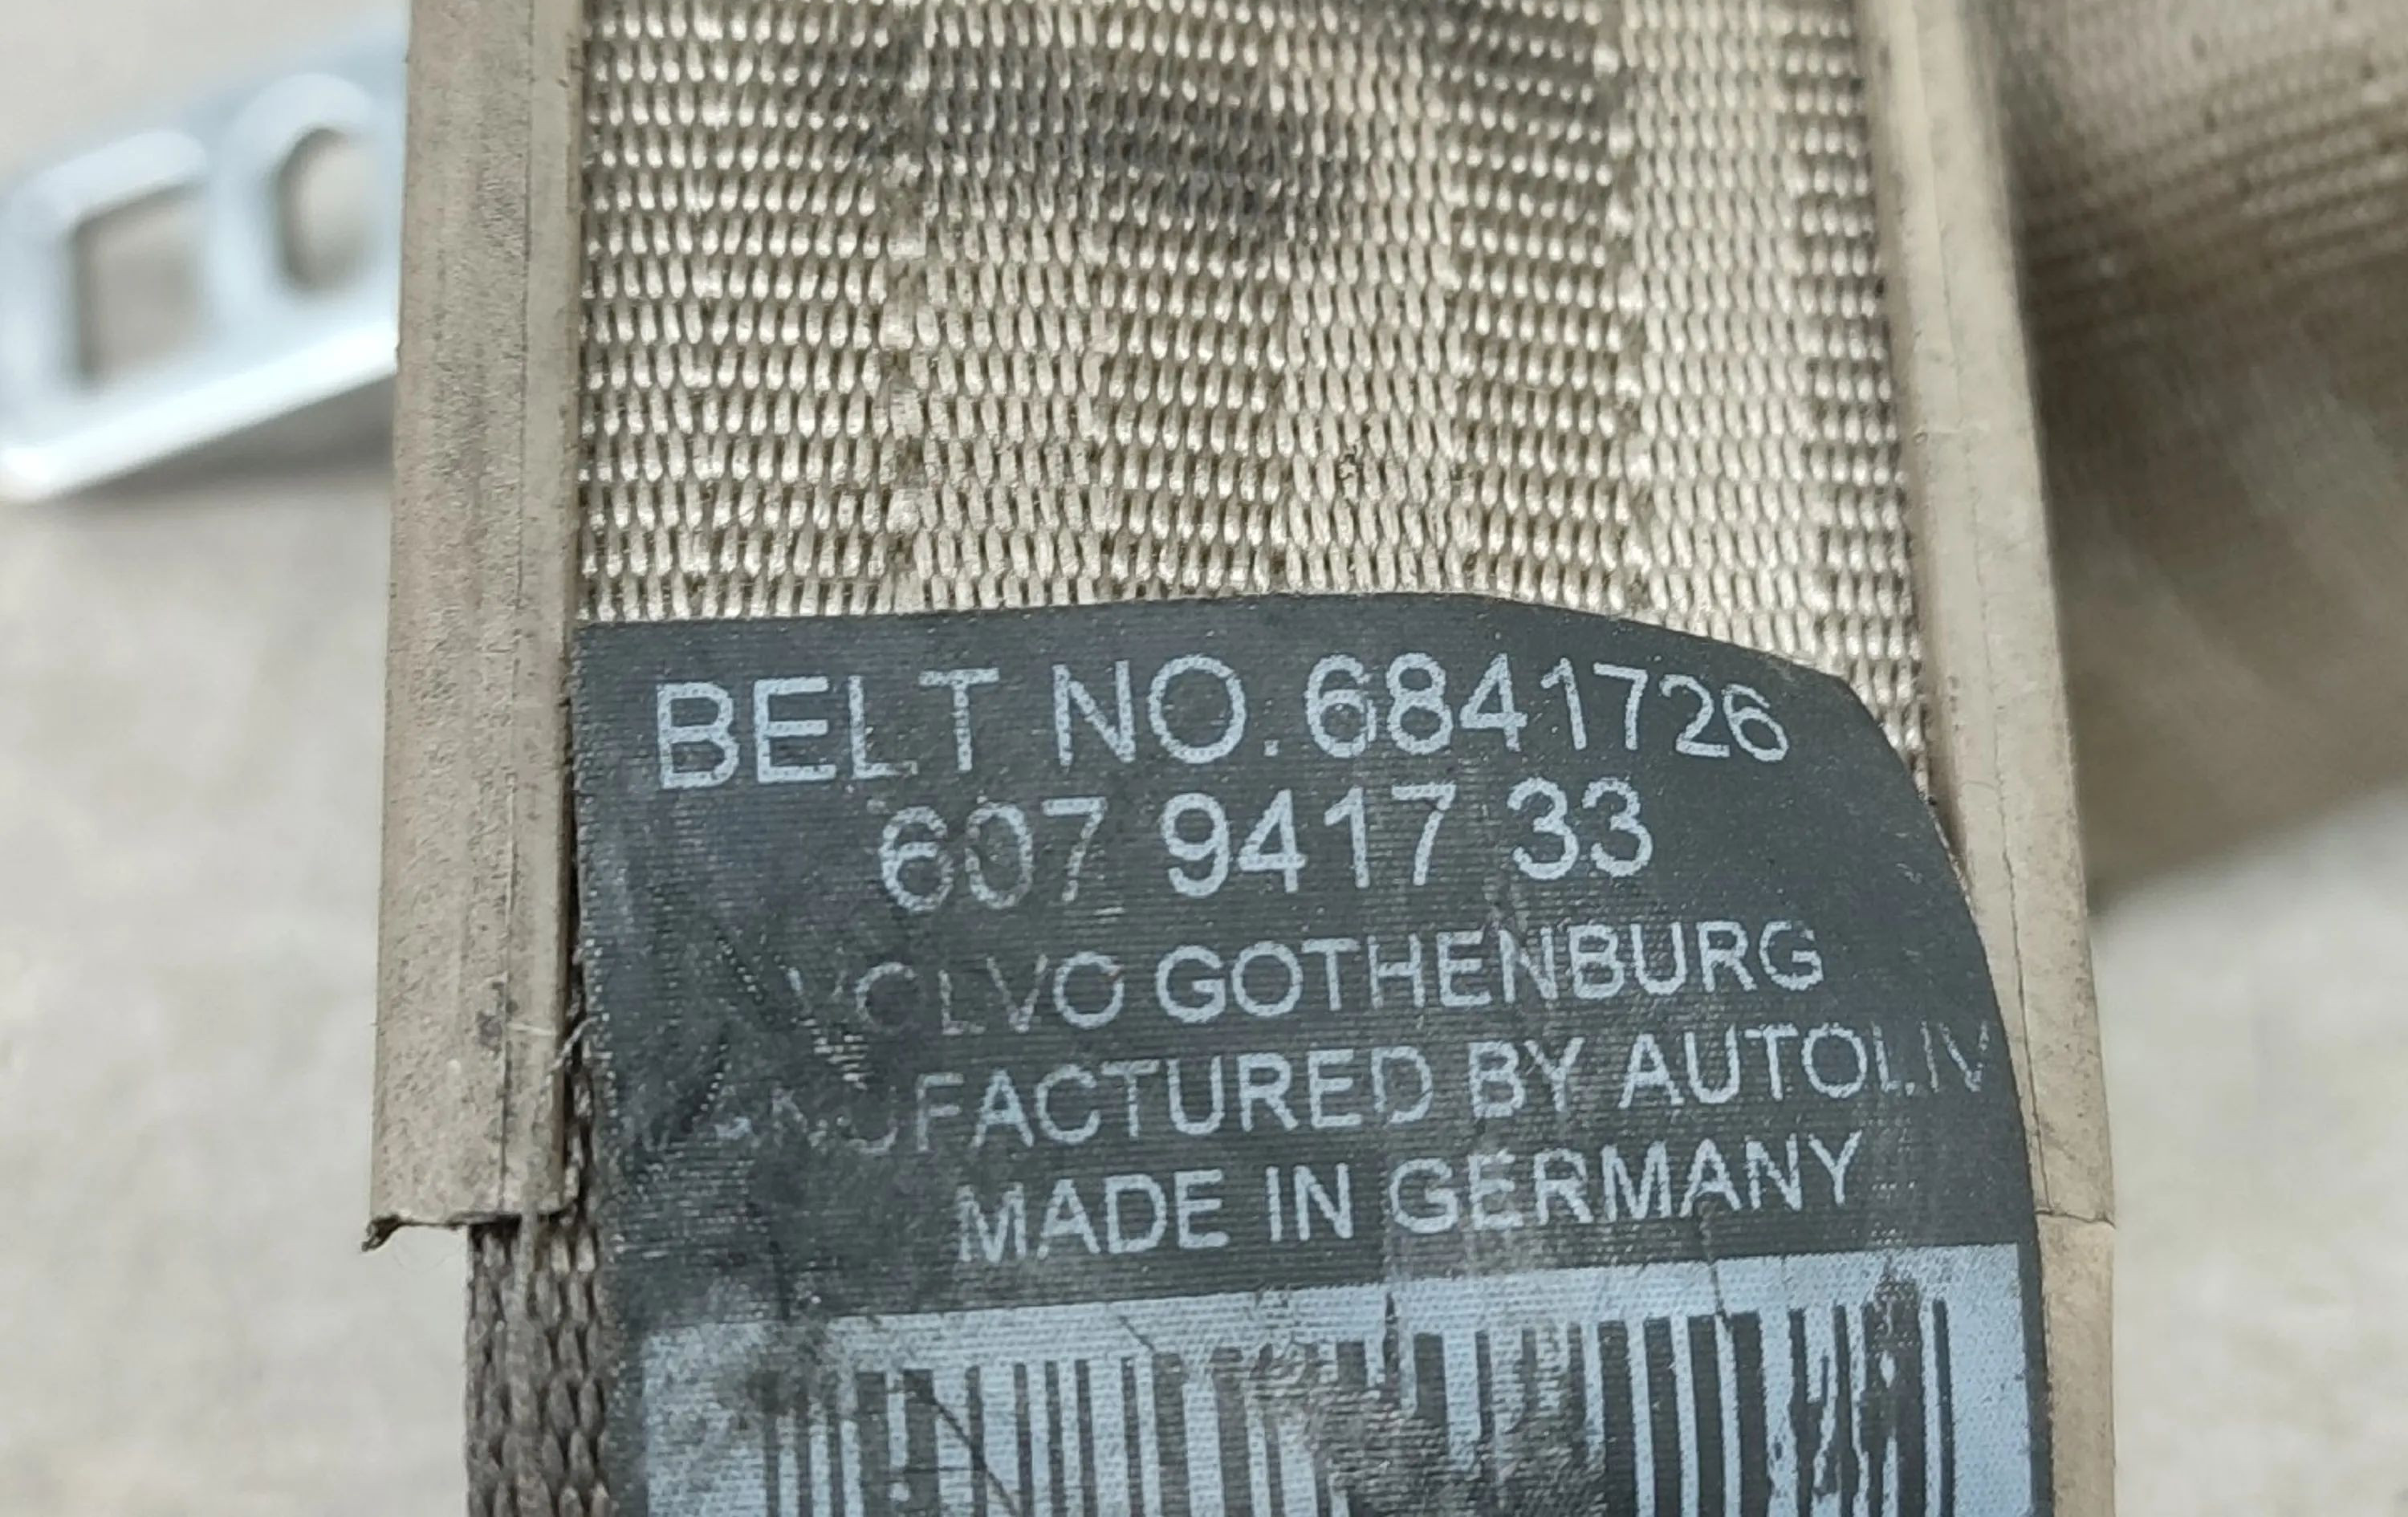 BELT NO. 6841726
607 9417 33
VOLVO GOTHENBURG
MANUFACTURED BY AUTOLIV
MADE IN GERMANY